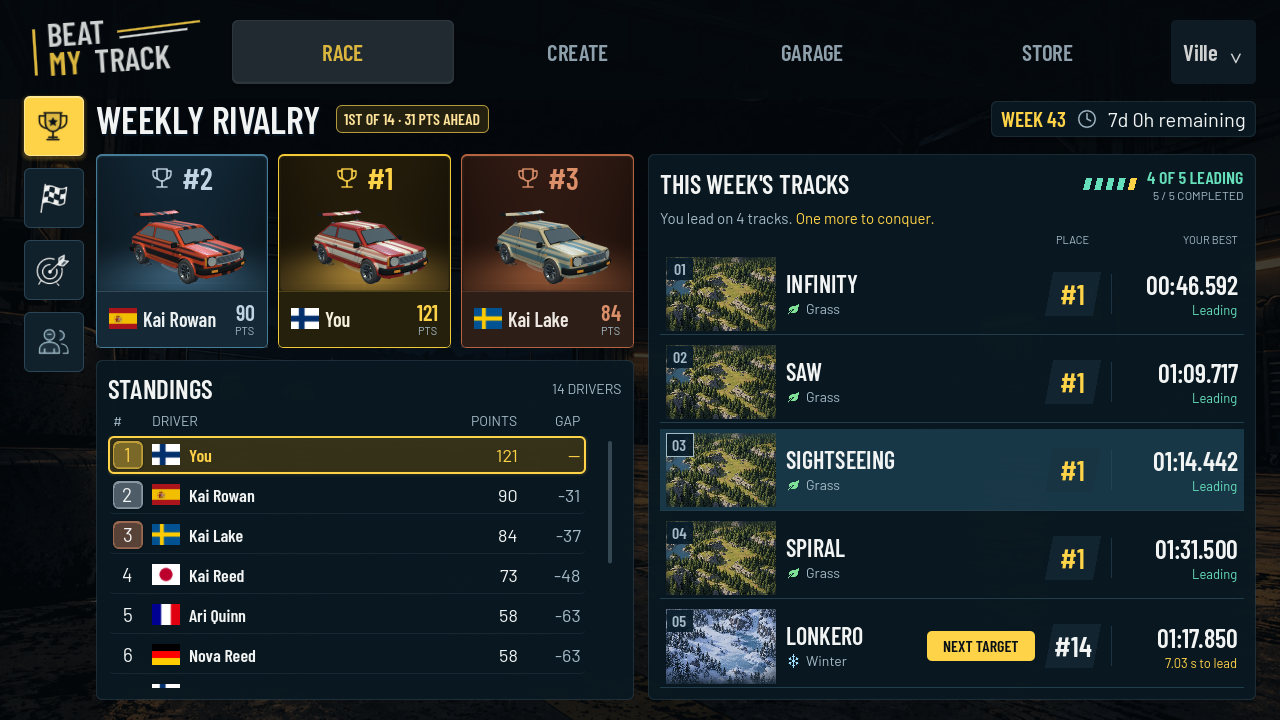 BEAT
MY TRACK
RACE
CREATE
GARAGE
STORE
Ville
WEEKLY RIVALRY
1ST OF 14 · 31 PTS AHEAD
WEEK 43
7d 0h remaining
#2
Kai Rowan
90
PTS
#1
You
121
PTS
#3
Kai Lake
84
PTS
STANDINGS
14 DRIVERS
# DRIVER POINTS GAP
1 You 121 –
2 Kai Rowan 90 -31
3 Kai Lake 84 -37
4 Kai Reed 73 -48
5 Ari Quinn 58 -63
6 Nova Reed 58 -63
THIS WEEK'S TRACKS
4 OF 5 LEADING
5 / 5 COMPLETED
You lead on 4 tracks. One more to conquer.
PLACE YOUR BEST
01
INFINITY
Grass
#1
00:46.592
Leading
02
SAW
Grass
#1
01:09.717
Leading
03
SIGHTSEEING
Grass
#1
01:14.442
Leading
04
SPIRAL
Grass
#1
01:31.500
Leading
05
LONKERO
Winter
NEXT TARGET
#14
01:17.850
7.03 s to lead